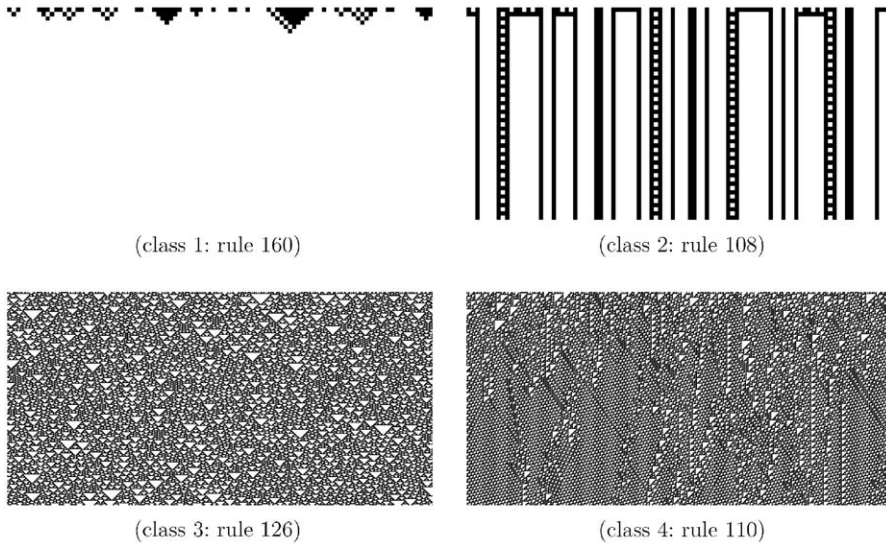 (class 1: rule 160)
(class 2: rule 108)
(class 3: rule 126)
(class 4: rule 110)